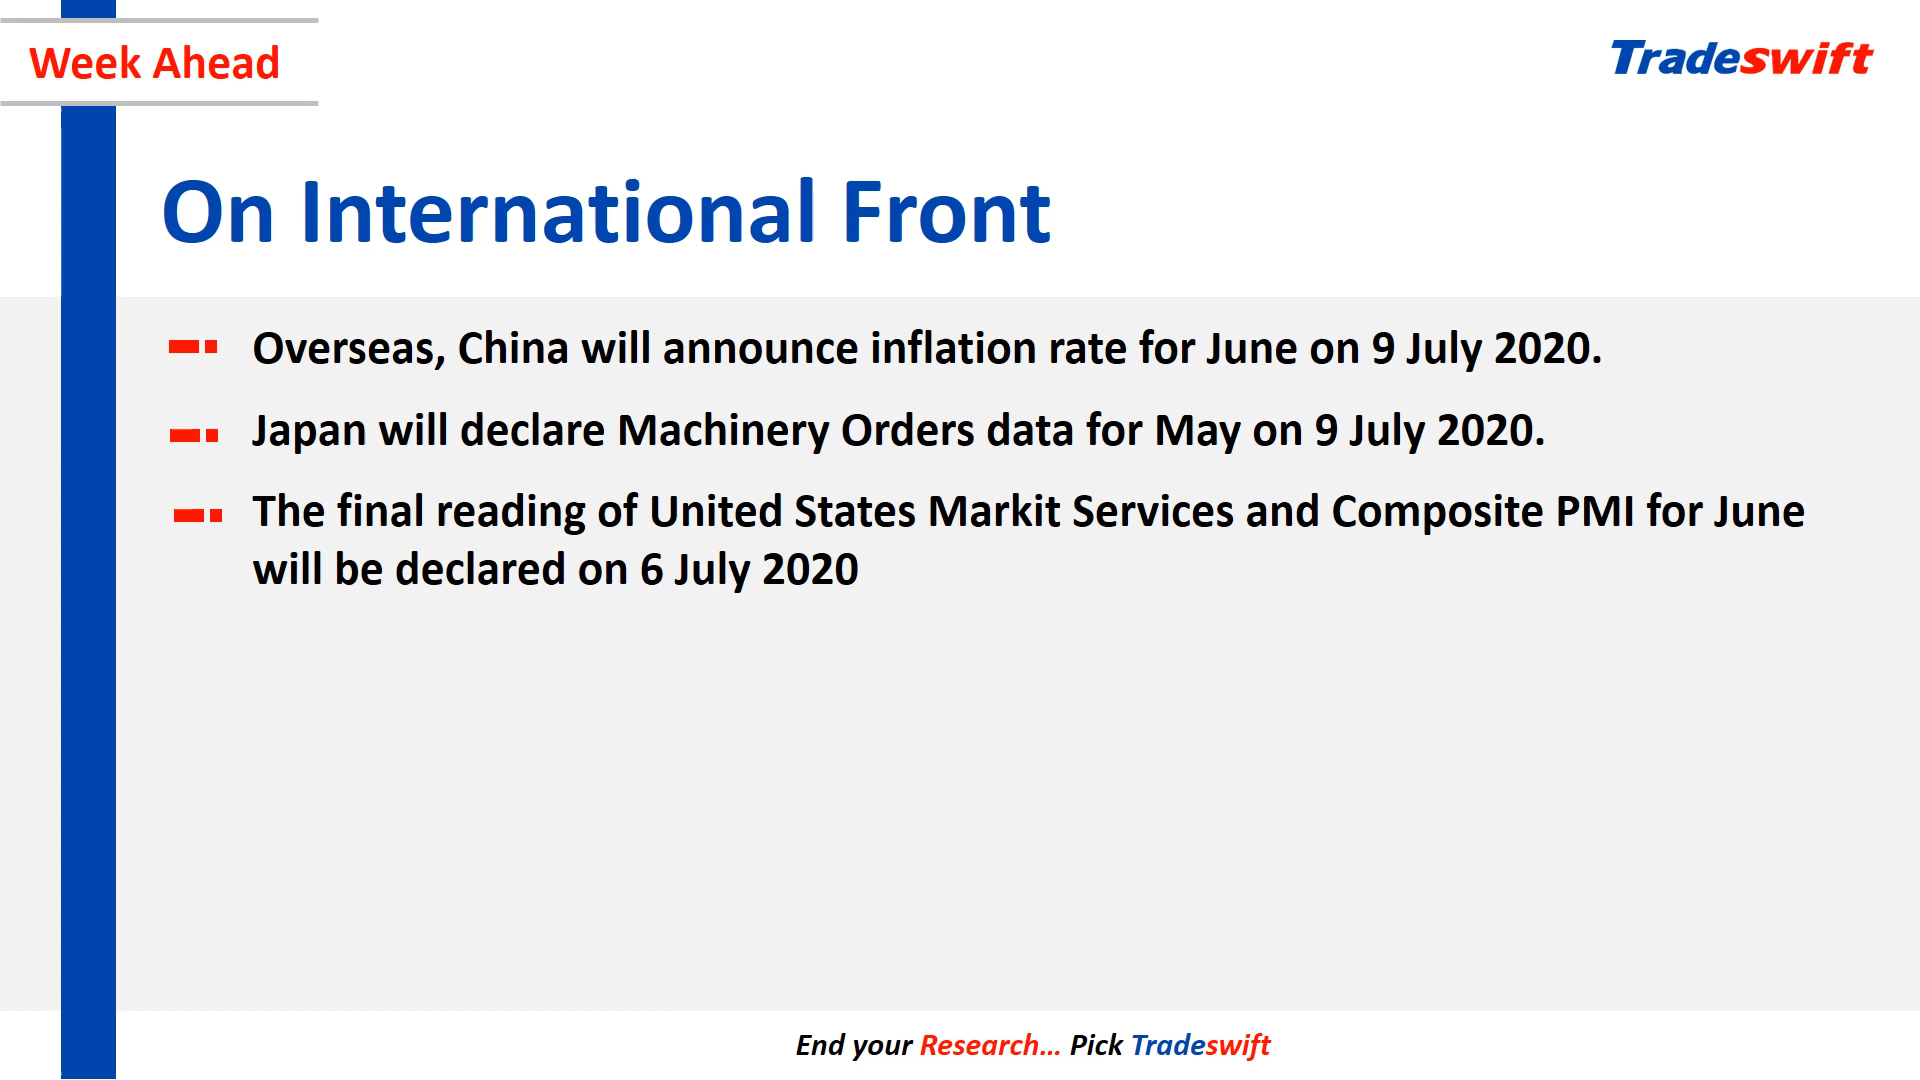 Week Ahead
Tradeswift
On International Front
Overseas, China will announce inflation rate for June on 9 July 2020.
Japan will declare Machinery Orders data for May on 9 July 2020.
The final reading of United States Markit Services and Composite PMI for June
will be declared on 6 July 2020
End your Research... Pick Tradeswift